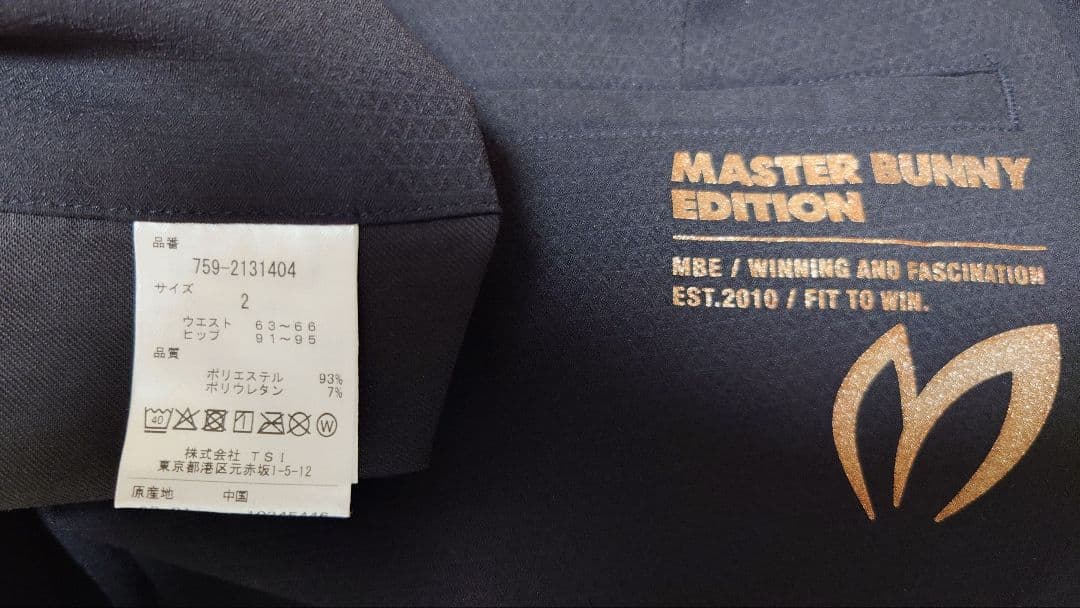 品番
759-2131404
サイズ
2
ウエスト 63～66
ヒップ 91～95
品質
ポリエステル 93%
ポリウレタン 7%
40
W
株式会社 TSI
東京都港区元赤坂1-5-12
原産地 中国
MASTER BUNNY
EDITION
MBE / WINNING AND FASCINATION
EST.2010 / FIT TO WIN.